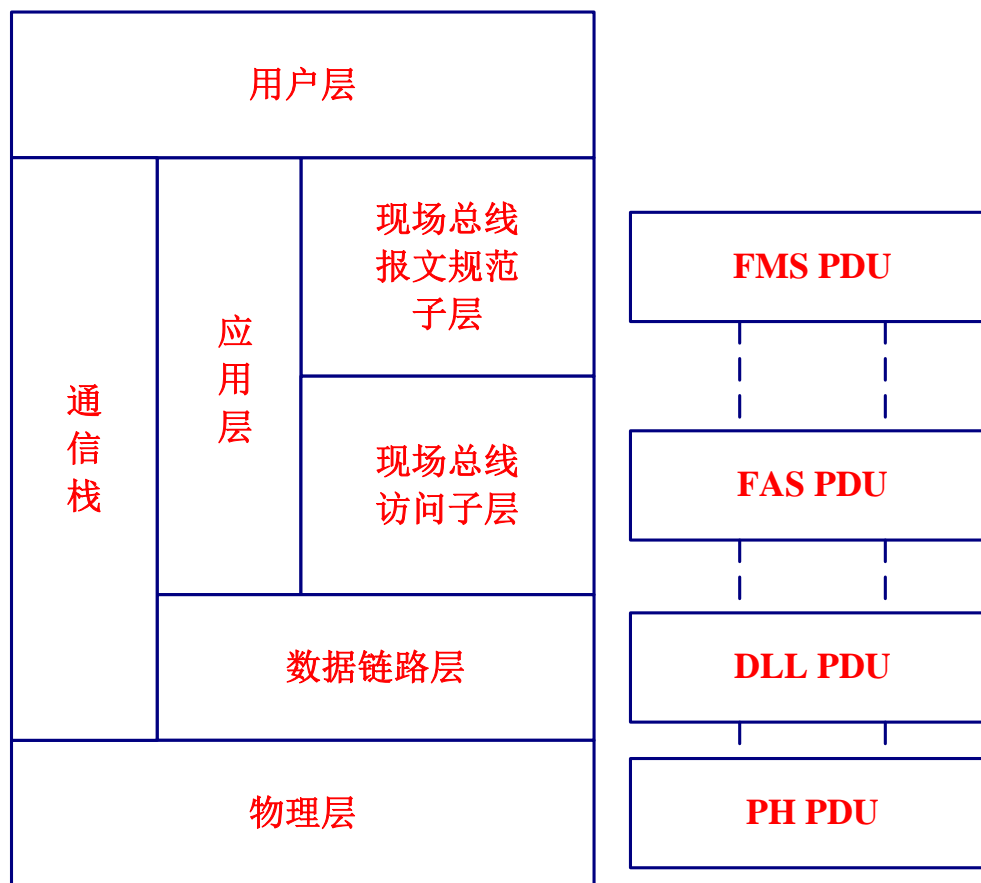 用户层
现场总线
报文规范
子层
FMS PDU
应
用
层
通
信
栈
现场总线
访问子层
FAS PDU
数据链路层
DLL PDU
物理层
PH PDU